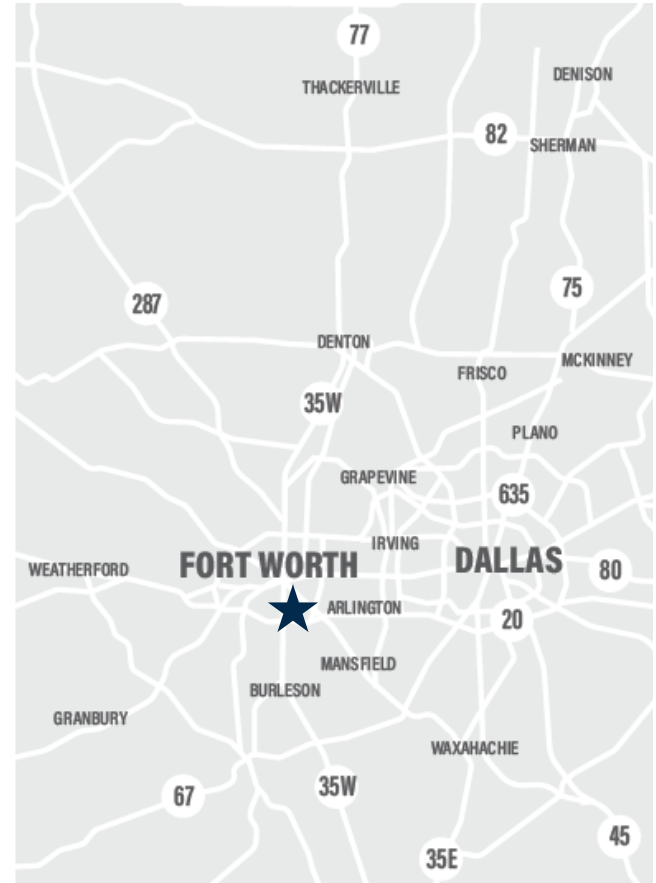 77
THACKERVILLE
DENISON
82
SHERMAN
75
287
DENTON
MCKINNEY
FRISCO
35W
PLANO
GRAPEVINE
635
IRVING
FORT WORTH
DALLAS
WEATHERFORD
80
ARLINGTON
20
MANSFIELD
BURLESON
GRANBURY
WAXAHACHIE
35W
67
45
35E